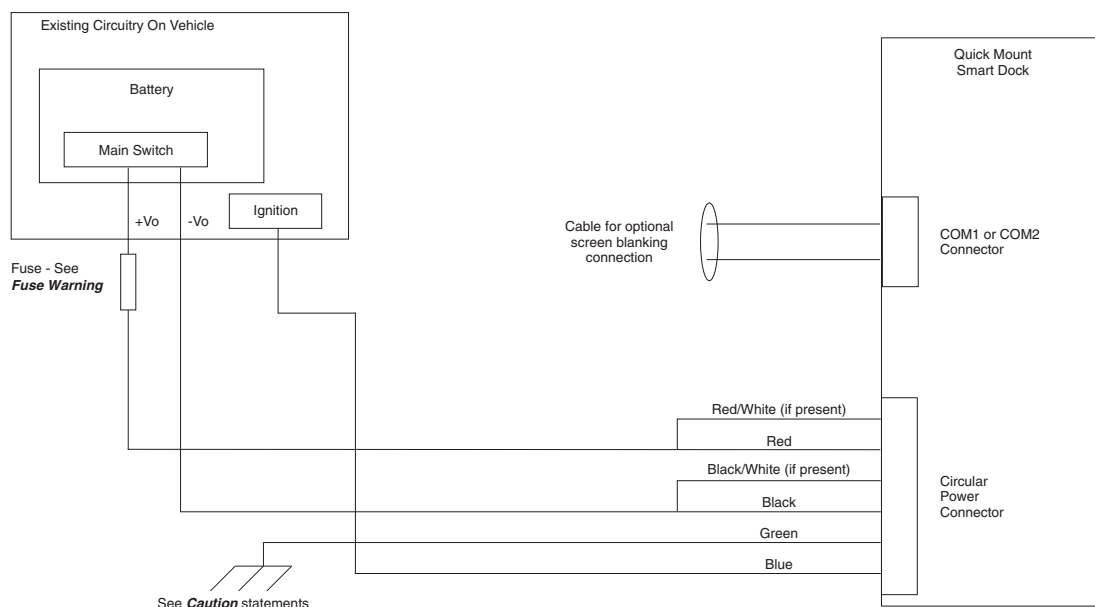 Existing Circuitry On Vehicle
Battery
Main Switch
+Vo
-Vo
Ignition
Fuse - See
Fuse Warning
Quick Mount
Smart Dock
Cable for optional
screen blanking
connection
COM1 or COM2
Connector
Red/White (if present)
Red
Black/White (if present)
Black
Green
Blue
Circular
Power
Connector
See Caution statements